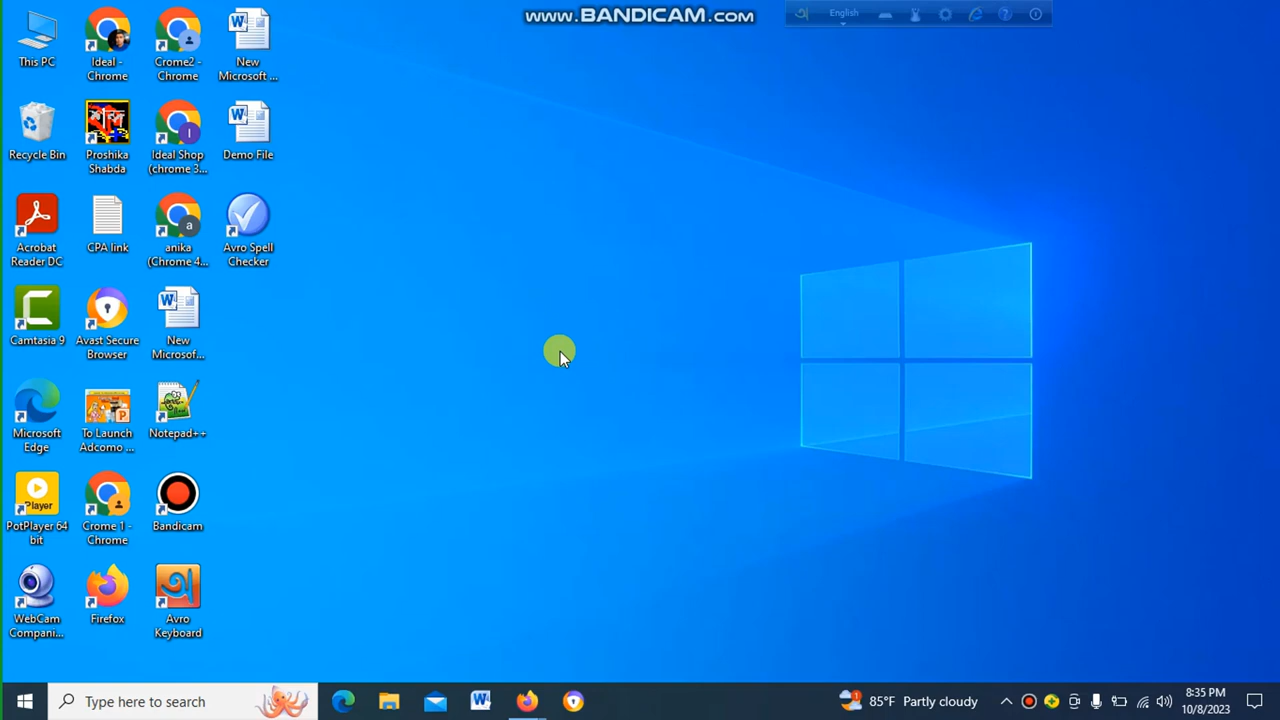 WWW.BANDICAM.COM
English
This PC
Ideal -
Chrome
Crome2 -
Chrome
New
Microsoft ...
Recycle Bin
Proshika
Shabda
Ideal Shop
(chrome 3...
Demo File
Acrobat
Reader DC
CPA link
anika
(Chrome 4...
Avro Spell
Checker
Camtasia 9
Avast Secure
Browser
New
Microsof...
Microsoft
Edge
To Launch
Adcomo ...
Notepad++
Player
PotPlayer 64
bit
Crome 1 -
Chrome
Bandicam
WebCam
Compani...
Firefox
Avro
Keyboard
Type here to search
85°F Partly cloudy
8:35 PM
10/8/2023